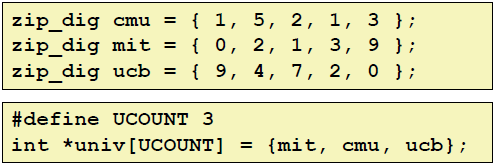 zip_dig cmu = { 1, 5, 2, 1, 3 };
zip_dig mit = { 0, 2, 1, 3, 9 };
zip_dig ucb = { 9, 4, 7, 2, 0 };
#define UCOUNT 3
int *univ[UCOUNT] = {mit, cmu, ucb};